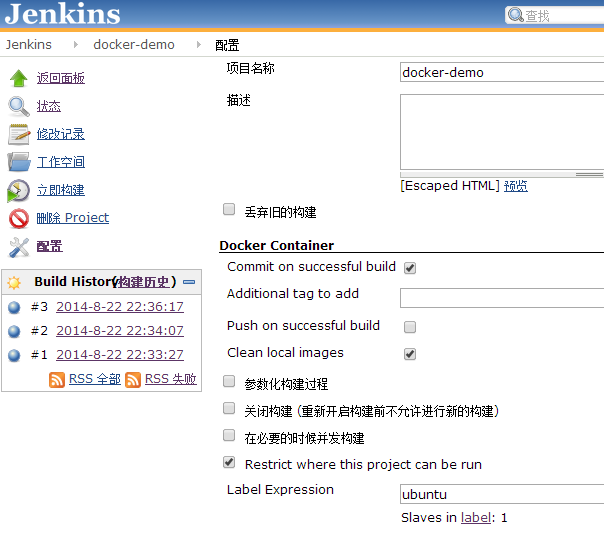 Jenkins
查找
Jenkins docker-demo 配置
返回面板
状态
修改记录
工作空间
立即构建
删除 Project
配置
Build History (构建历史)
#3 2014-8-22 22:36:17
#2 2014-8-22 22:34:07
#1 2014-8-22 22:33:27
RSS 全部 RSS 失败
项目名称 docker-demo
描述
[Escaped HTML] 预览
丢弃旧的构建
Docker Container
Commit on successful build
Additional tag to add
Push on successful build
Clean local images
参数化构建过程
关闭构建 (重新开启构建前不允许进行新的构建)
在必要的时候并发构建
Restrict where this project can be run
Label Expression ubuntu
Slaves in label: 1